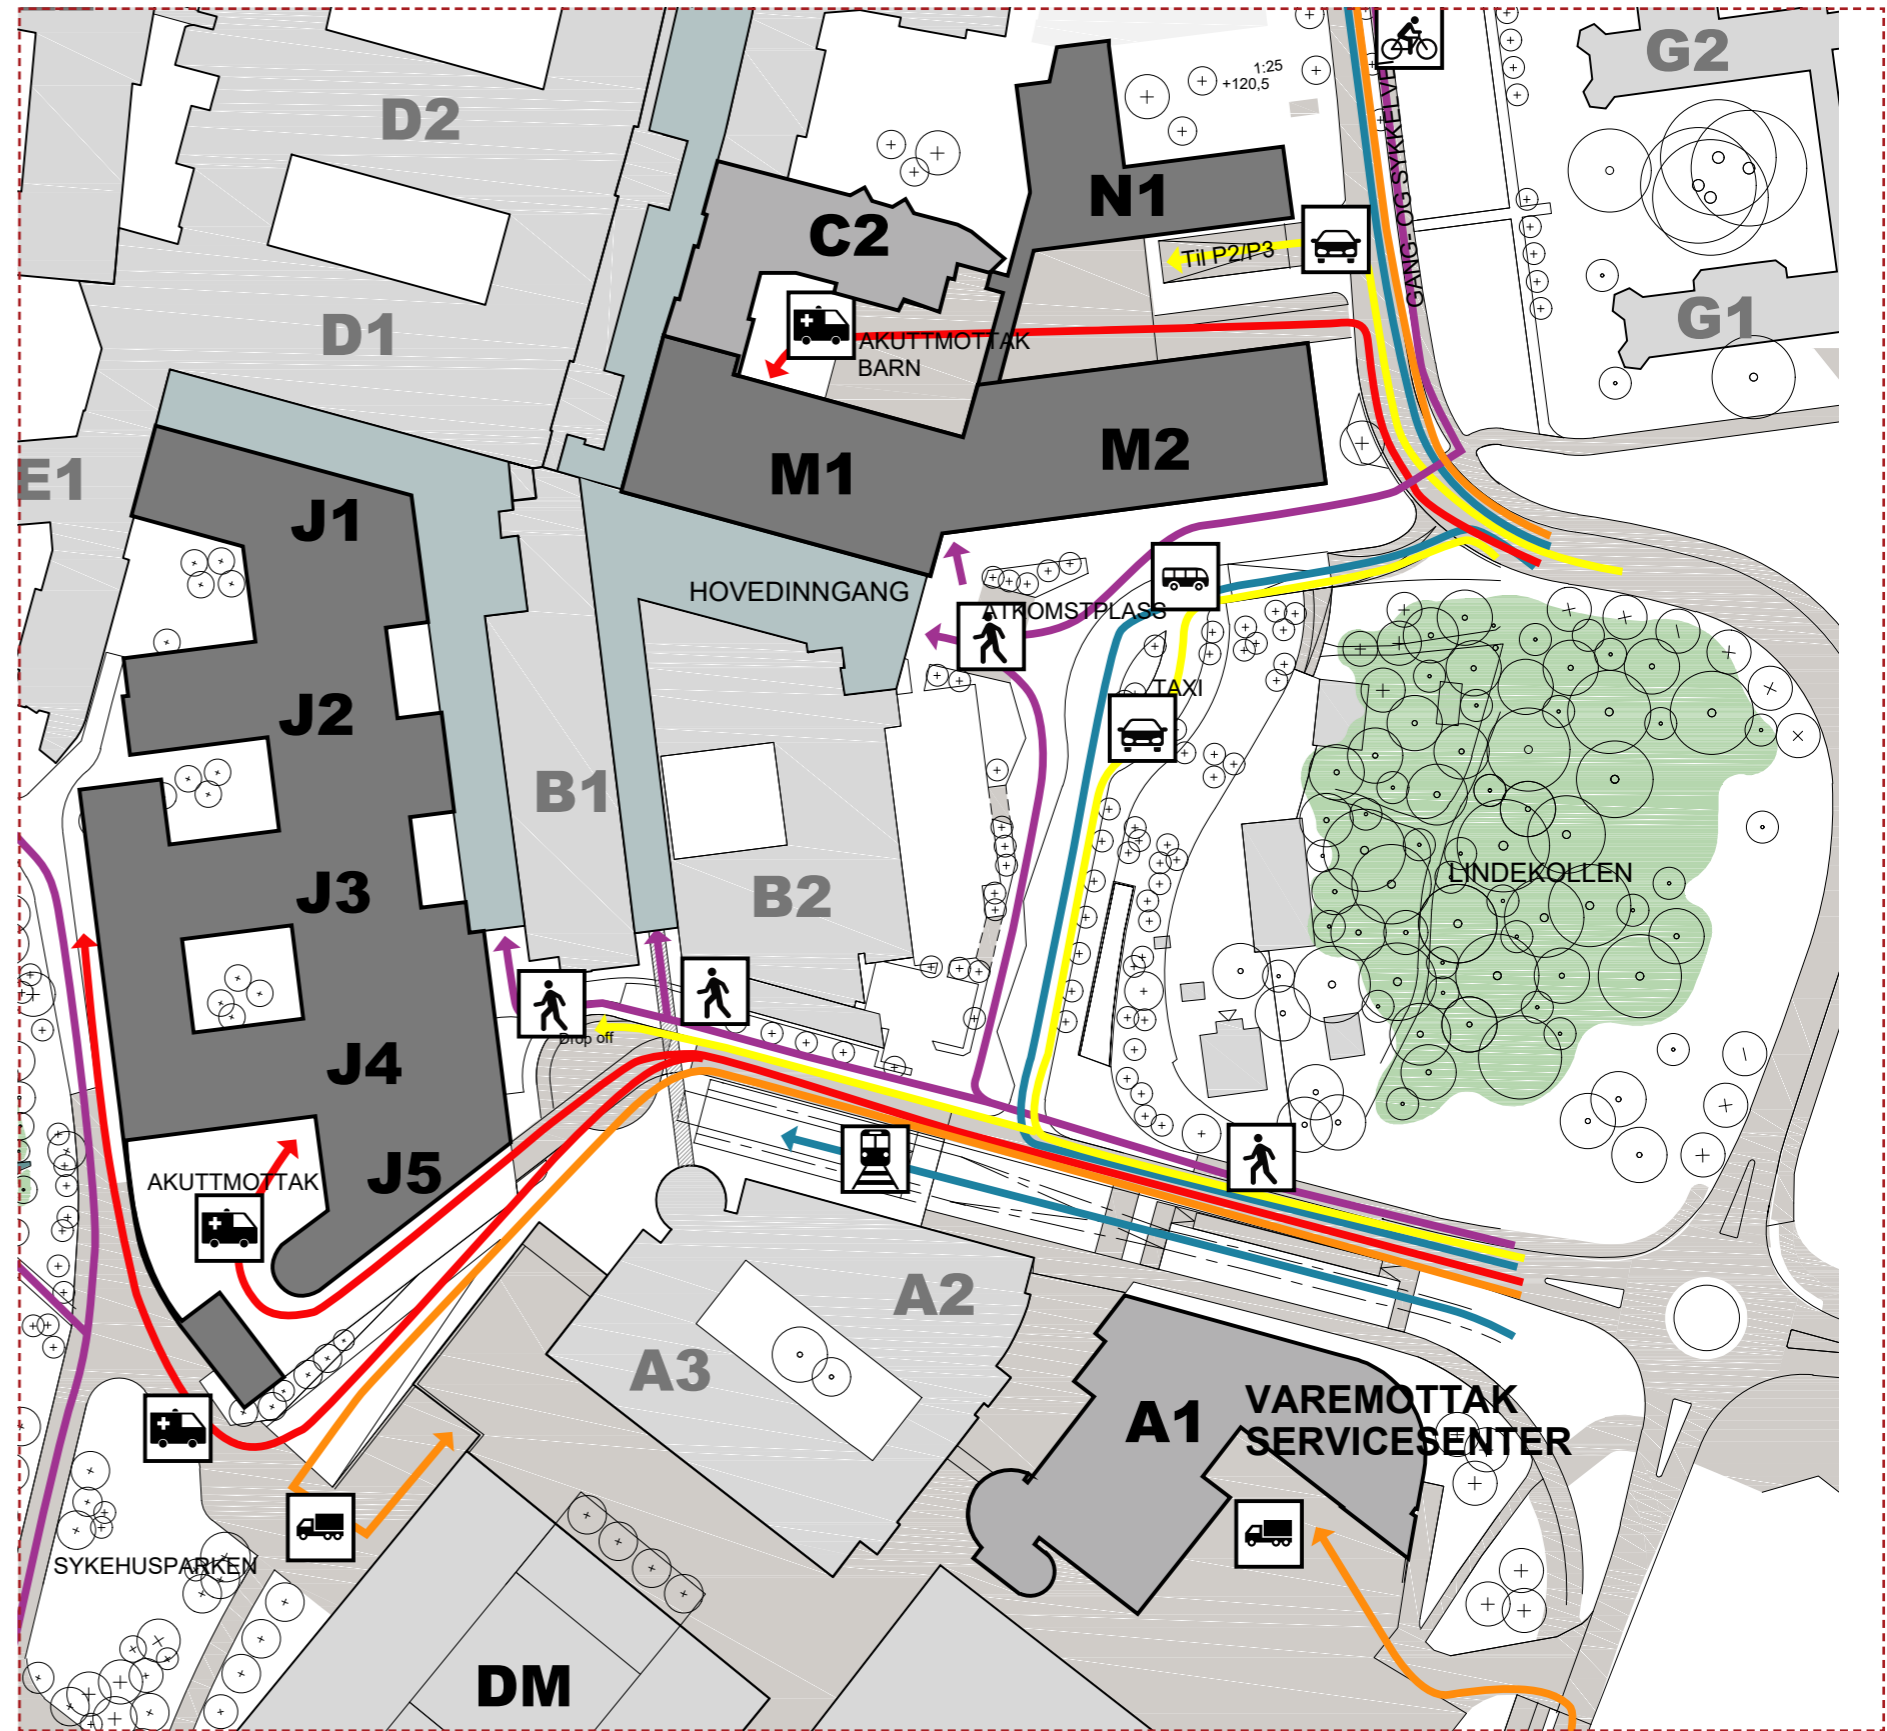 G2
D2
1:25
+120,5
GANG- OG SYKKELVEI
N1
C2
Til P2/P3
G1
D1
AKUTTMOTTAK
BARN
M2
M1
E1
J1
HOVEDINNGANG
ATKOMSTPLASS
TAXI
J2
B1
LINDEKOLLEN
J3
B2
Drop off
J4
J5
AKUTTMOTTAK
A2
A3
VAREMOTTAK
SERVICESENTER
A1
SYKEHUSPARKEN
DM